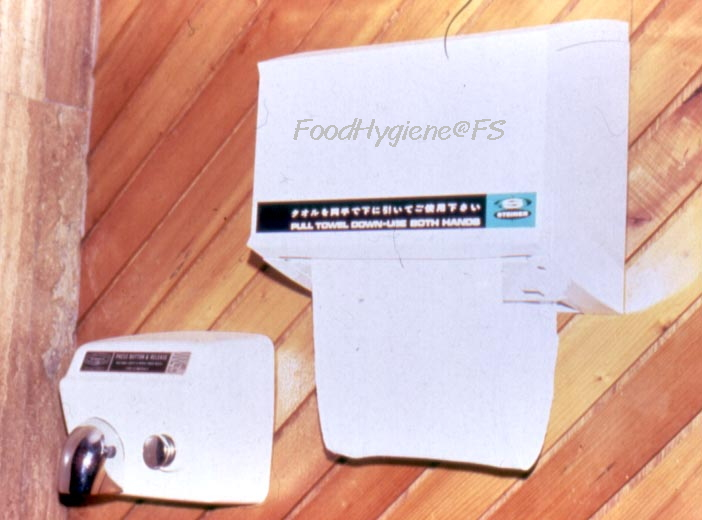 FoodHygiene@FS
タオルを両手で下に引いてご使用下さい
PULL TOWEL DOWN-USE BOTH HANDS
STEINER
PRESS BUTTON & RELEASE